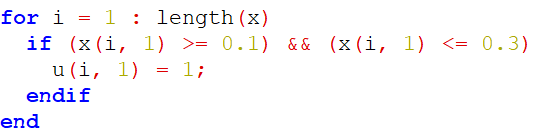 for i = 1 : length(x)
  if (x(i, 1) >= 0.1) && (x(i, 1) <= 0.3)
    u(i, 1) = 1;
  endif
end